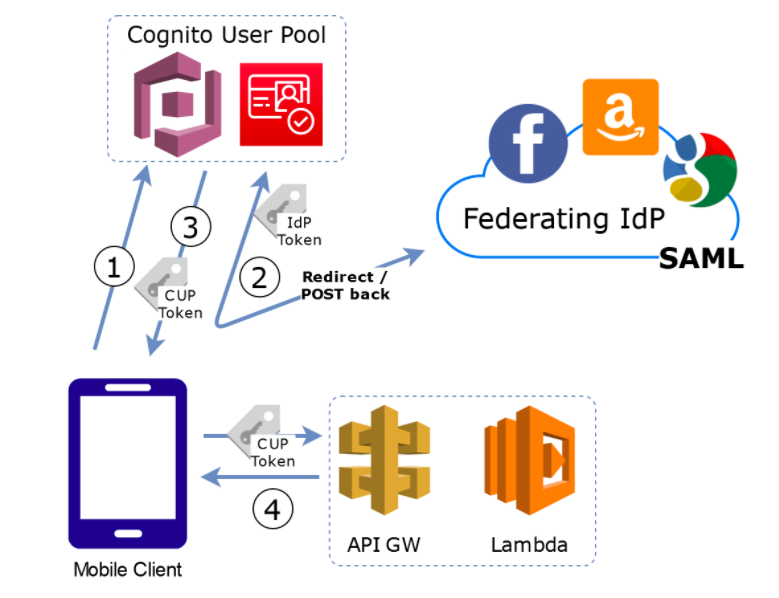 Cognito User Pool
f
a
Federating IdP
SAML
IdP
Token
1
3
2
CUP
Token
Redirect /
POST back
CUP
Token
4
API GW
Lambda
Mobile Client